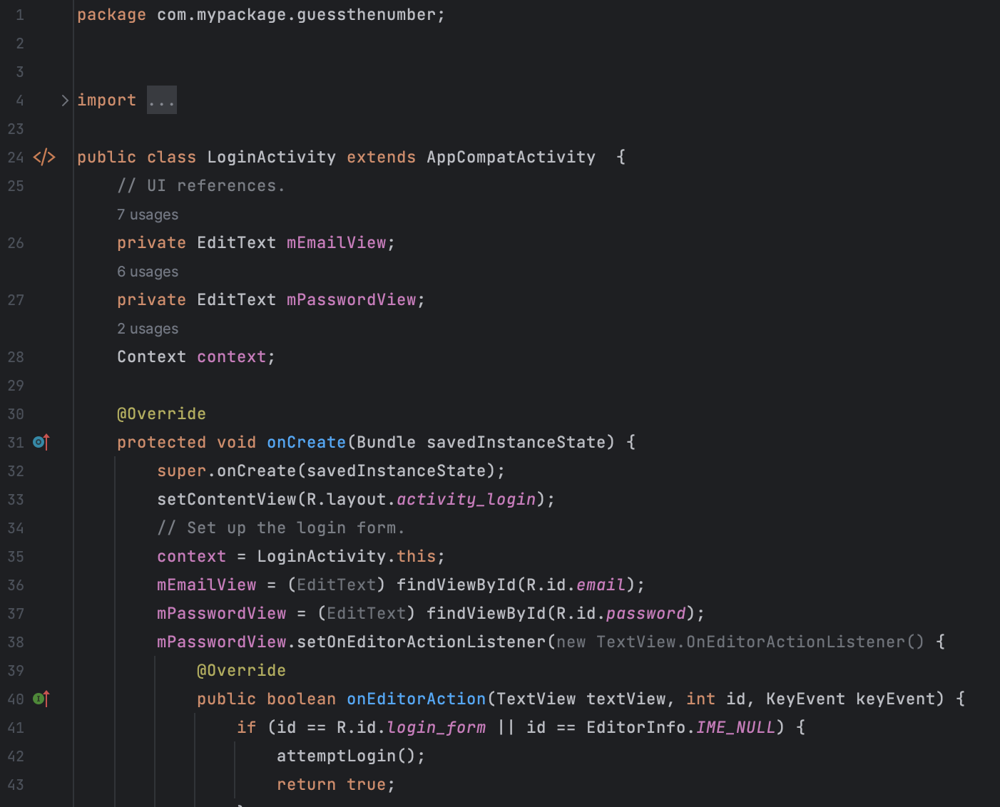 1 package com.mypackage.guessthenumber;
2
3
4 import ...
23
24 public class LoginActivity extends AppCompatActivity  {
25     // UI references.
    7 usages
26     private EditText mEmailView;
    6 usages
27     private EditText mPasswordView;
    2 usages
28     Context context;
29
30     @Override
31     protected void onCreate(Bundle savedInstanceState) {
32         super.onCreate(savedInstanceState);
33         setContentView(R.layout.activity_login);
34         // Set up the login form.
35         context = LoginActivity.this;
36         mEmailView = (EditText) findViewById(R.id.email);
37         mPasswordView = (EditText) findViewById(R.id.password);
38         mPasswordView.setOnEditorActionListener(new TextView.OnEditorActionListener() {
39             @Override
40             public boolean onEditorAction(TextView textView, int id, KeyEvent keyEvent) {
41                 if (id == R.id.login_form || id == EditorInfo.IME_NULL) {
42                     attemptLogin();
43                     return true;